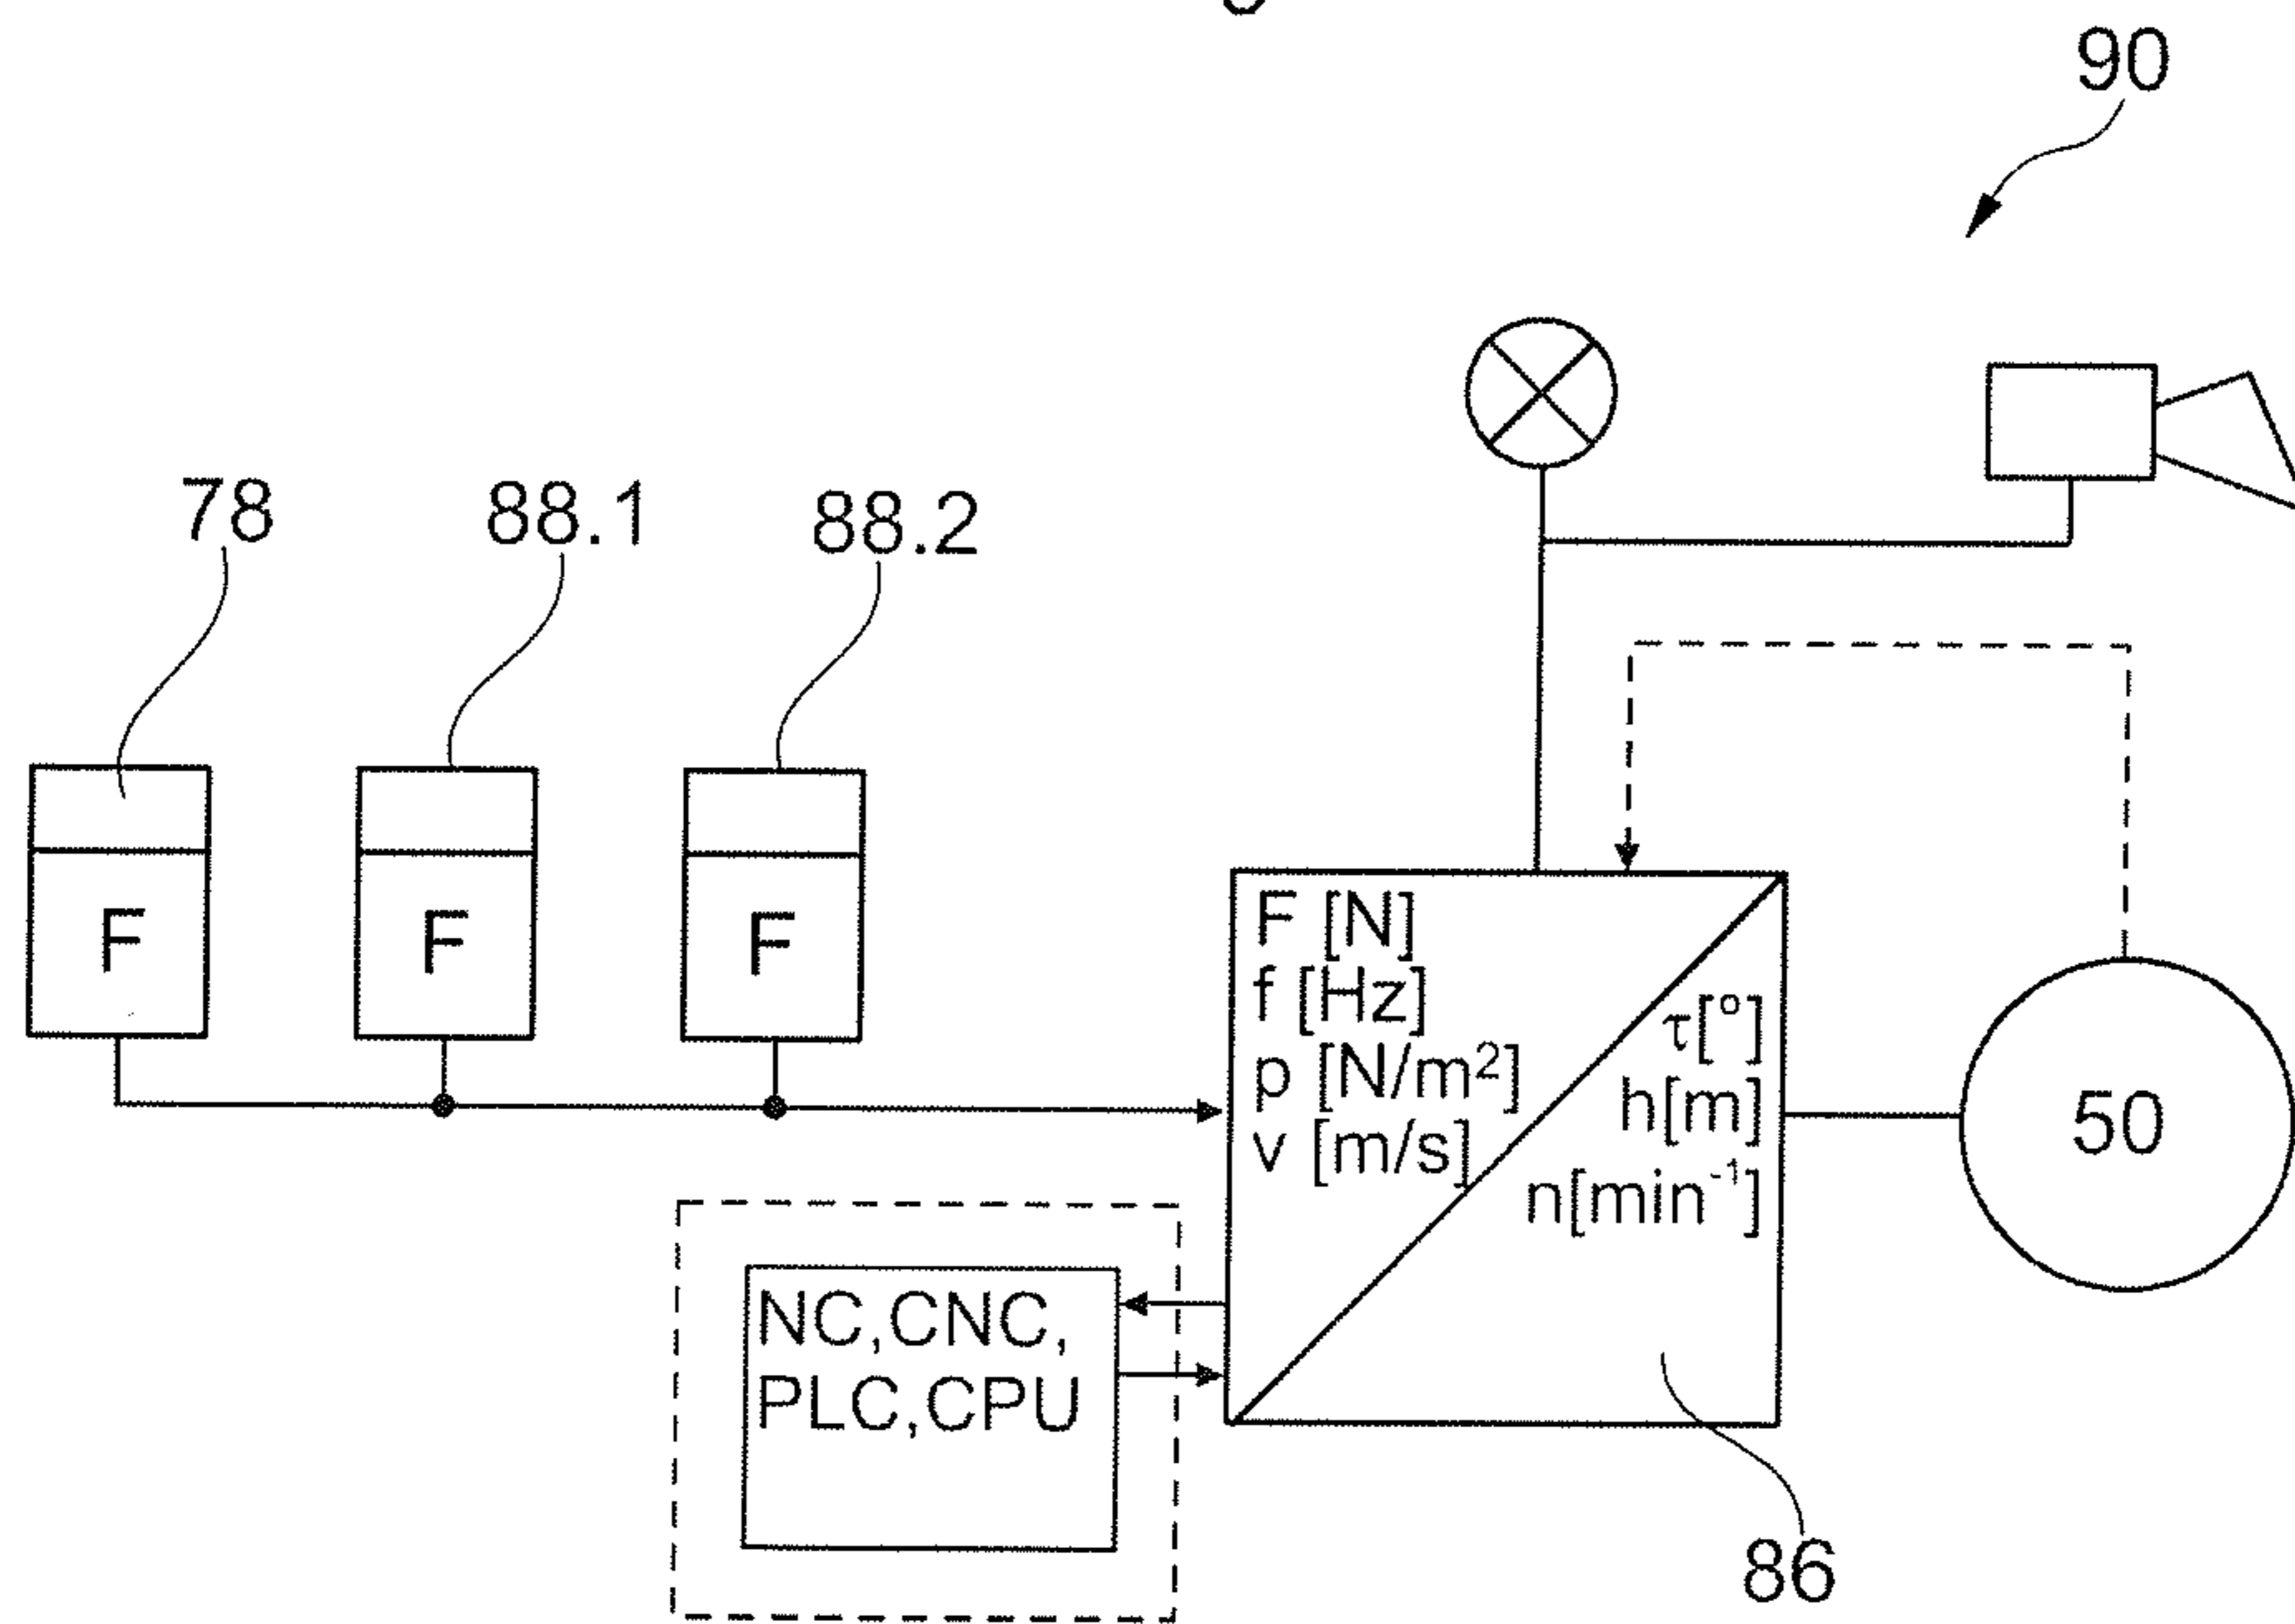 90
78
88.1
88.2
F
F
F
F [N]
f [Hz]
p [N/m²]
v [m/s]
τ[°]
h[m]
n[min⁻¹]
50
NC,CNC,
PLC,CPU
86